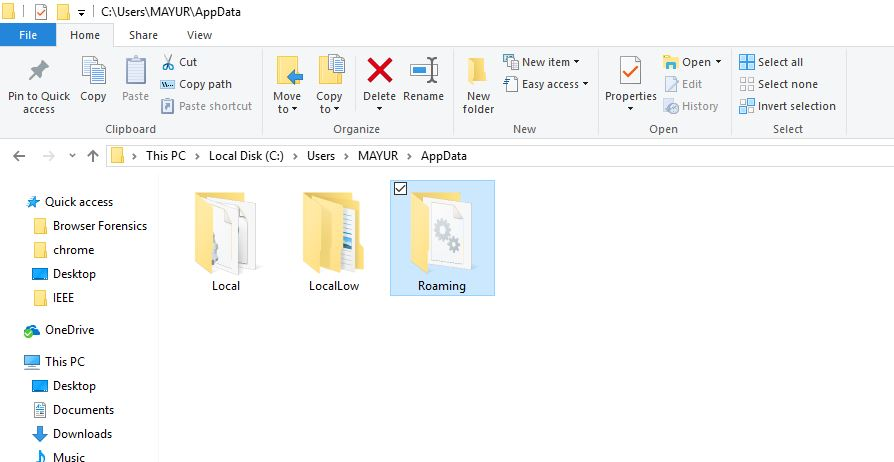 C:\Users\MAYUR\AppData
File Home Share View
Pin to Quick access
Copy
Paste
Cut
Copy path
Paste shortcut
Clipboard
Move to
Copy to
Delete
Rename
Organize
New folder
New item
Easy access
New
Properties
Open
Edit
History
Open
Select all
Select none
Invert selection
Select
This PC > Local Disk (C:) > Users > MAYUR > AppData
Quick access
Browser Forensics
chrome
Desktop
IEEE
OneDrive
This PC
Desktop
Documents
Downloads
Music
Local
LocalLow
Roaming